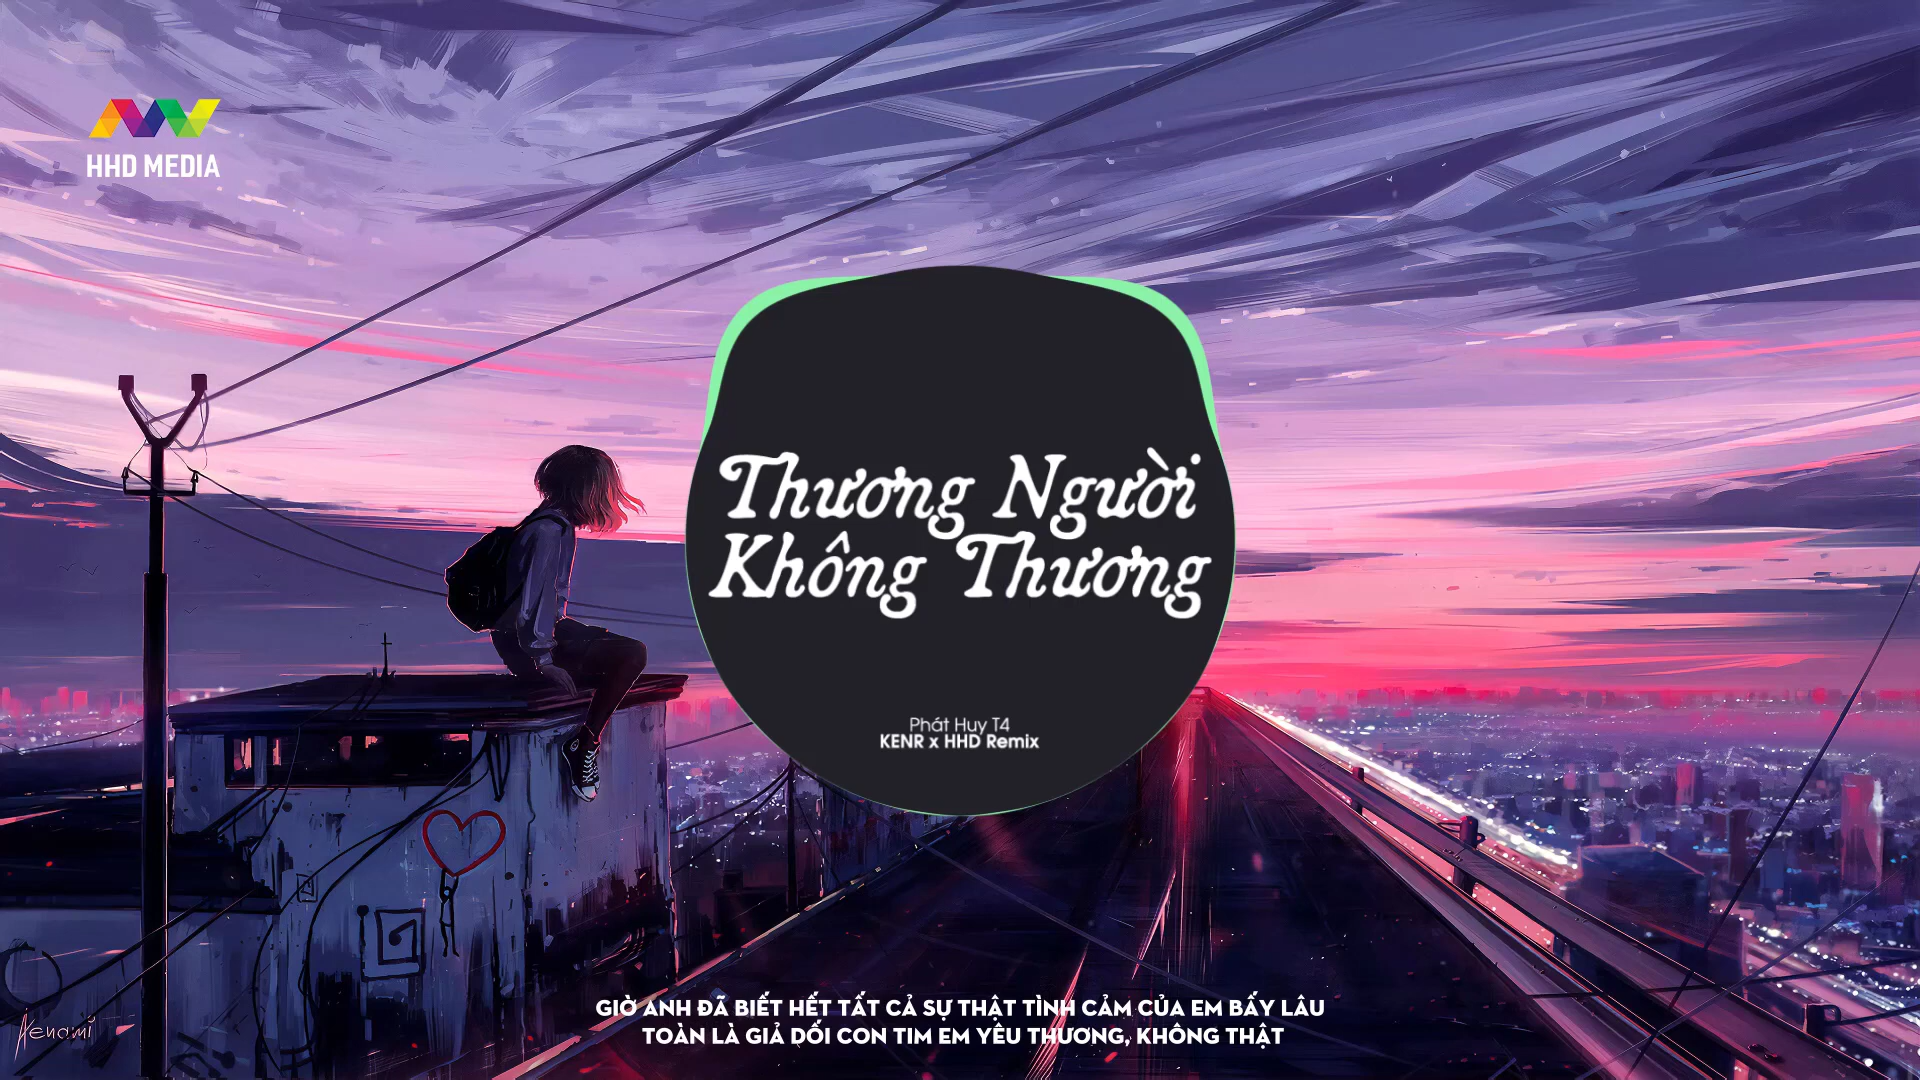 HHD MEDIA
Thương Người
Không Thương
Phát Huy T4
KENR x HHD Remix
GIỜ ANH ĐÃ BIẾT HẾT TẤT CẢ SỰ THẬT TÌNH CẢM CỦA EM BẤY LÂU
TOÀN LÀ GIẢ DỐI CON TIM EM YÊU THƯƠNG, KHÔNG THẬT
Aenami